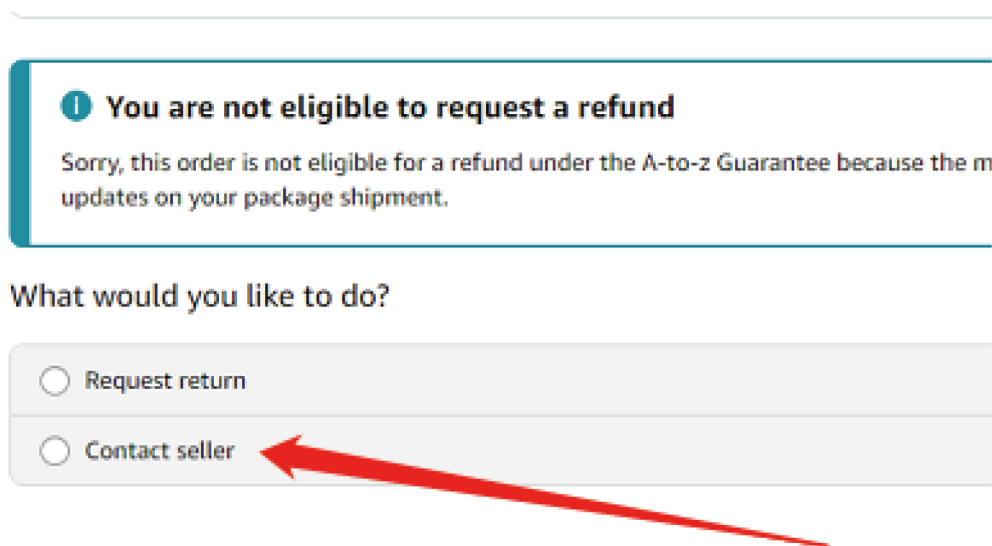 You are not eligible to request a refund
Sorry, this order is not eligible for a refund under the A-to-z Guarantee because the m
updates on your package shipment.
What would you like to do?
Request return
Contact seller